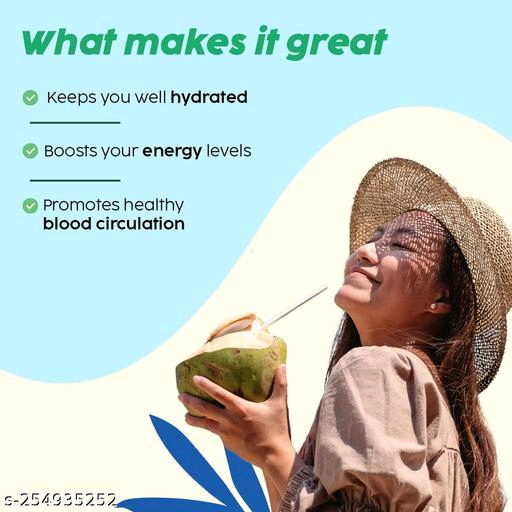 What makes it great
Keeps you well hydrated
Boosts your energy levels
Promotes healthy
blood circulation
s-254935252